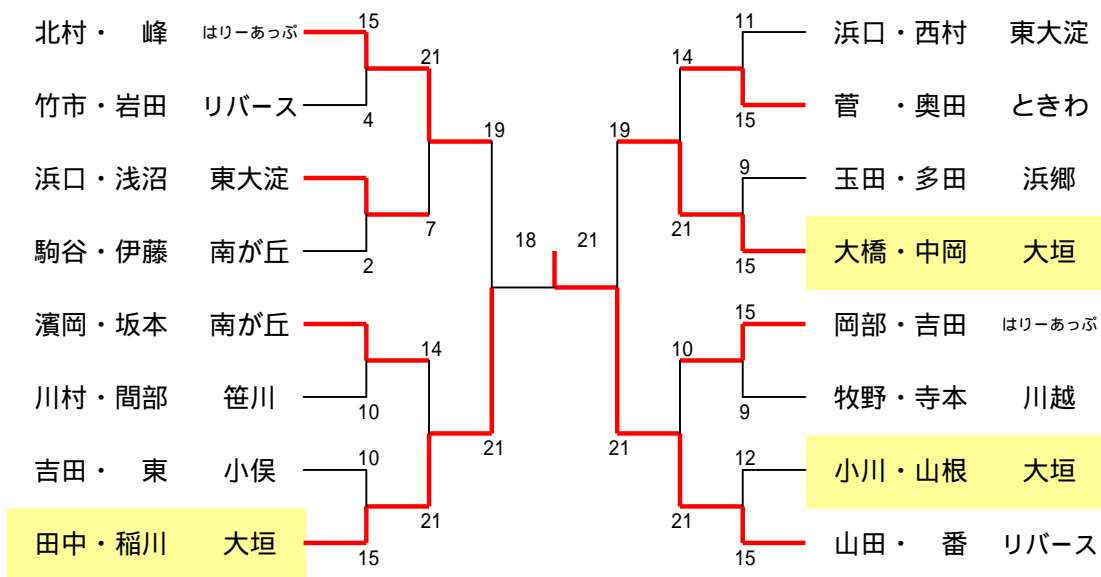 15
11
北村・　峰　はりーあっぷ
浜口・西村　東大淀
21
14
竹市・岩田　リバース
菅　・奥田　ときわ
4
15
19
19
浜口・浅沼　東大淀
9
玉田・多田　浜郷
7
21
18
21
駒谷・伊藤　南が丘
大橋・中岡　大垣
2
15
濱岡・坂本　南が丘
15
岡部・吉田　はりーあっぷ
14
10
川村・間部　笹川
牧野・寺本　川越
10
9
21
21
10
12
吉田・　東　小俣
小川・山根　大垣
21
21
田中・稲川　大垣
山田・　番　リバース
15
15